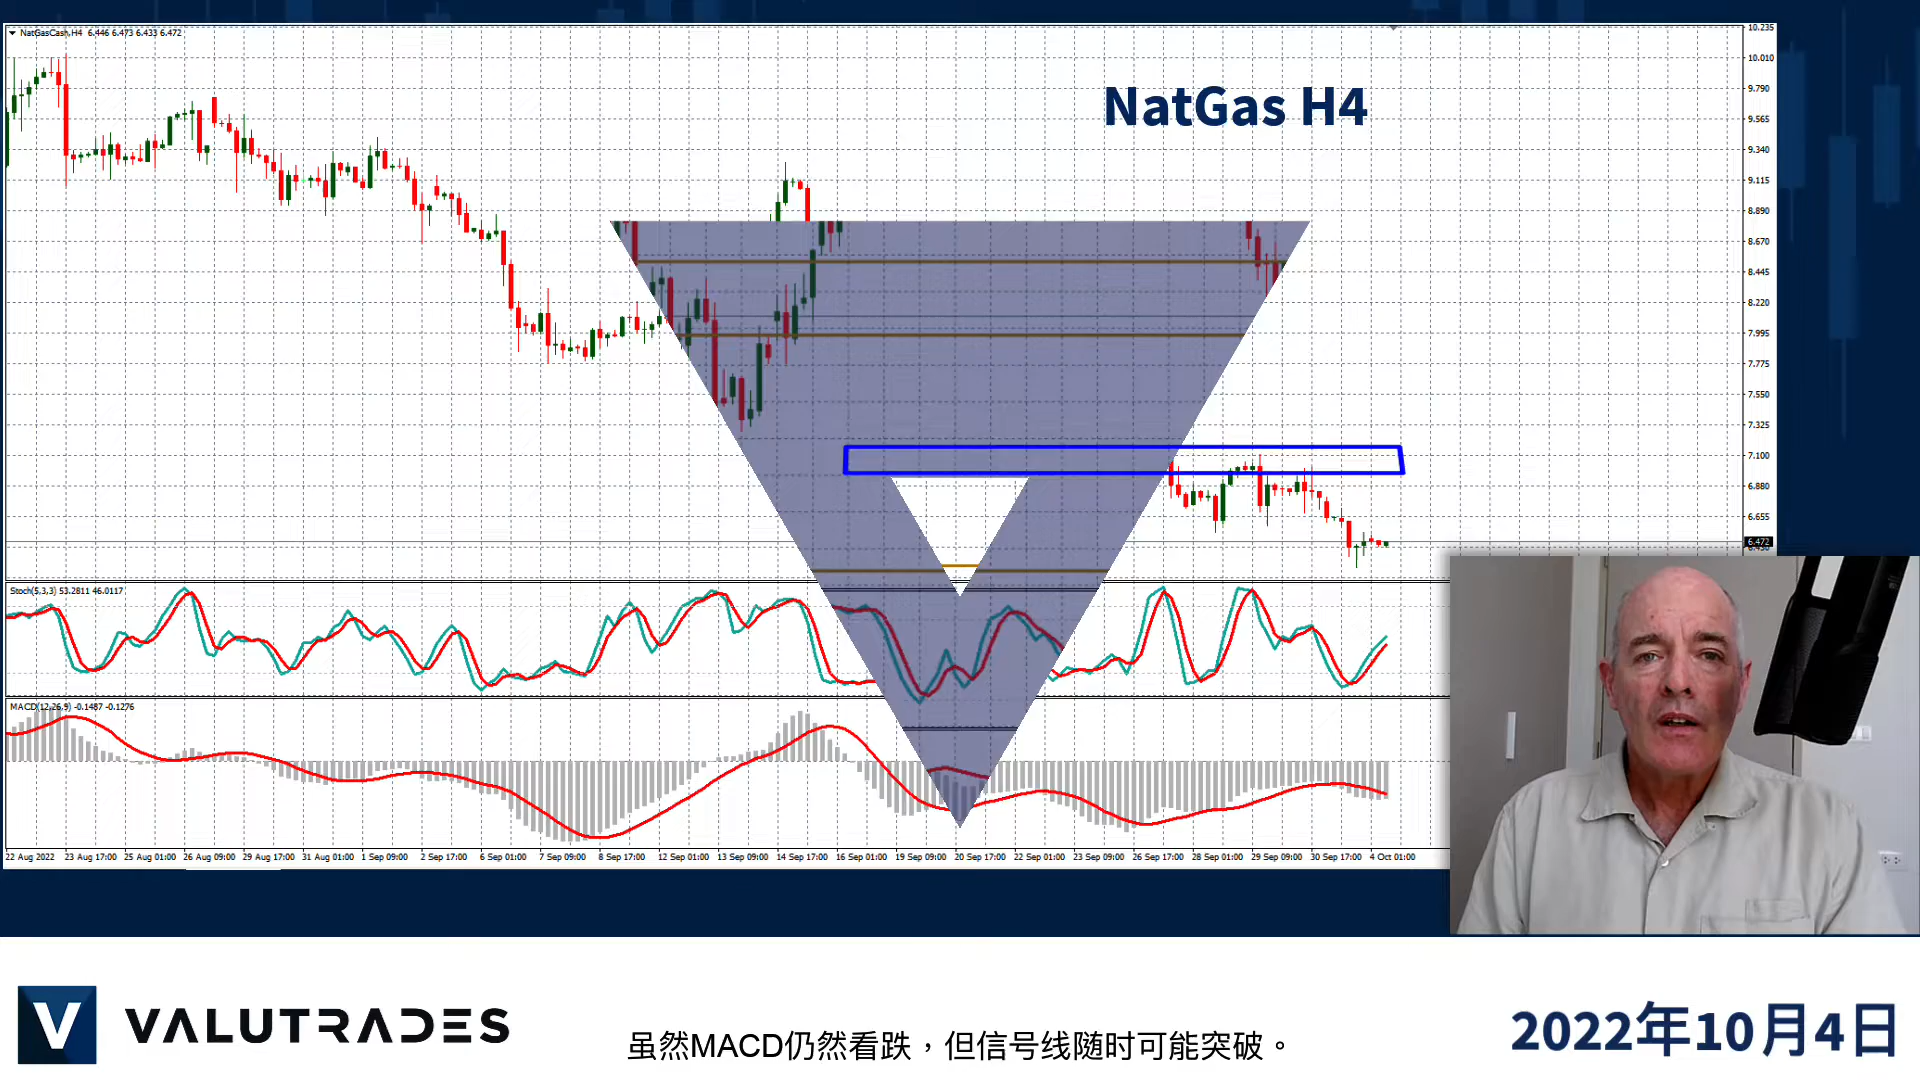 NatGasCash,H4 6.446 6.473 6.433 6.472
NatGas H4
10.235
10.010
9.790
9.565
9.340
9.115
8.890
8.670
8.445
8.220
7.995
7.775
7.550
7.325
7.100
6.880
6.655
6.472
Stoch(5,3,3) 53.2811 46.0117
MACD(12,26,9) -0.1487 -0.1276
22 Aug 2022 23 Aug 17:00 25 Aug 01:00 26 Aug 09:00 29 Aug 17:00 31 Aug 01:00 1 Sep 09:00 2 Sep 17:00 6 Sep 01:00 7 Sep 09:00 8 Sep 17:00 12 Sep 01:00 13 Sep 09:00 14 Sep 17:00 16 Sep 01:00 19 Sep 09:00 20 Sep 17:00 22 Sep 01:00 23 Sep 09:00 26 Sep 17:00 28 Sep 01:00 29 Sep 09:00 30 Sep 17:00 4 Oct 01:00
VALUTRADES
虽然MACD仍然看跌，但信号线随时可能突破。
2022年10月4日